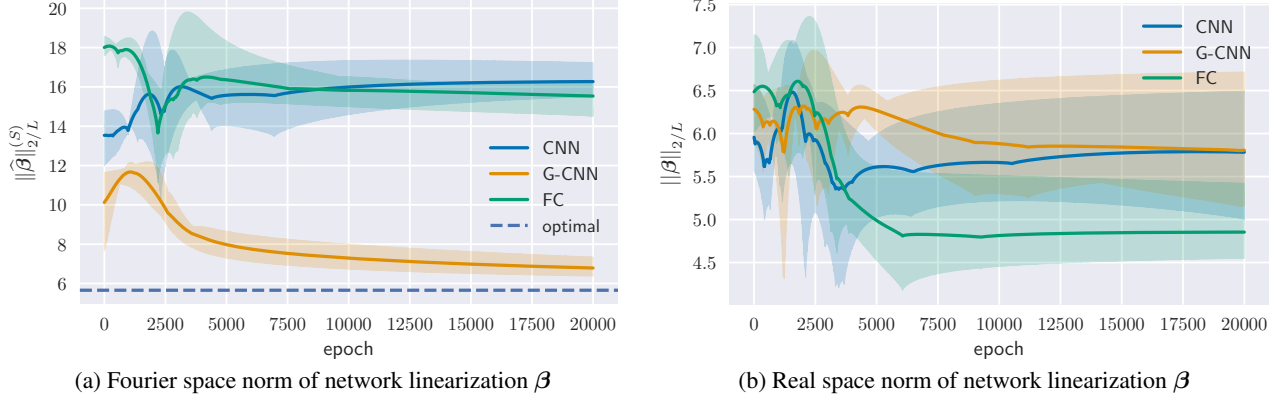 20
18
16
14
12
10
8
6
||β̂||₂/L^(S)
CNN
G-CNN
FC
optimal
0 2500 5000 7500 10000 12500 15000 17500 20000
epoch
(a) Fourier space norm of network linearization β
7.5
7.0
6.5
6.0
5.5
5.0
4.5
||β||₂/L
CNN
G-CNN
FC
0 2500 5000 7500 10000 12500 15000 17500 20000
epoch
(b) Real space norm of network linearization β